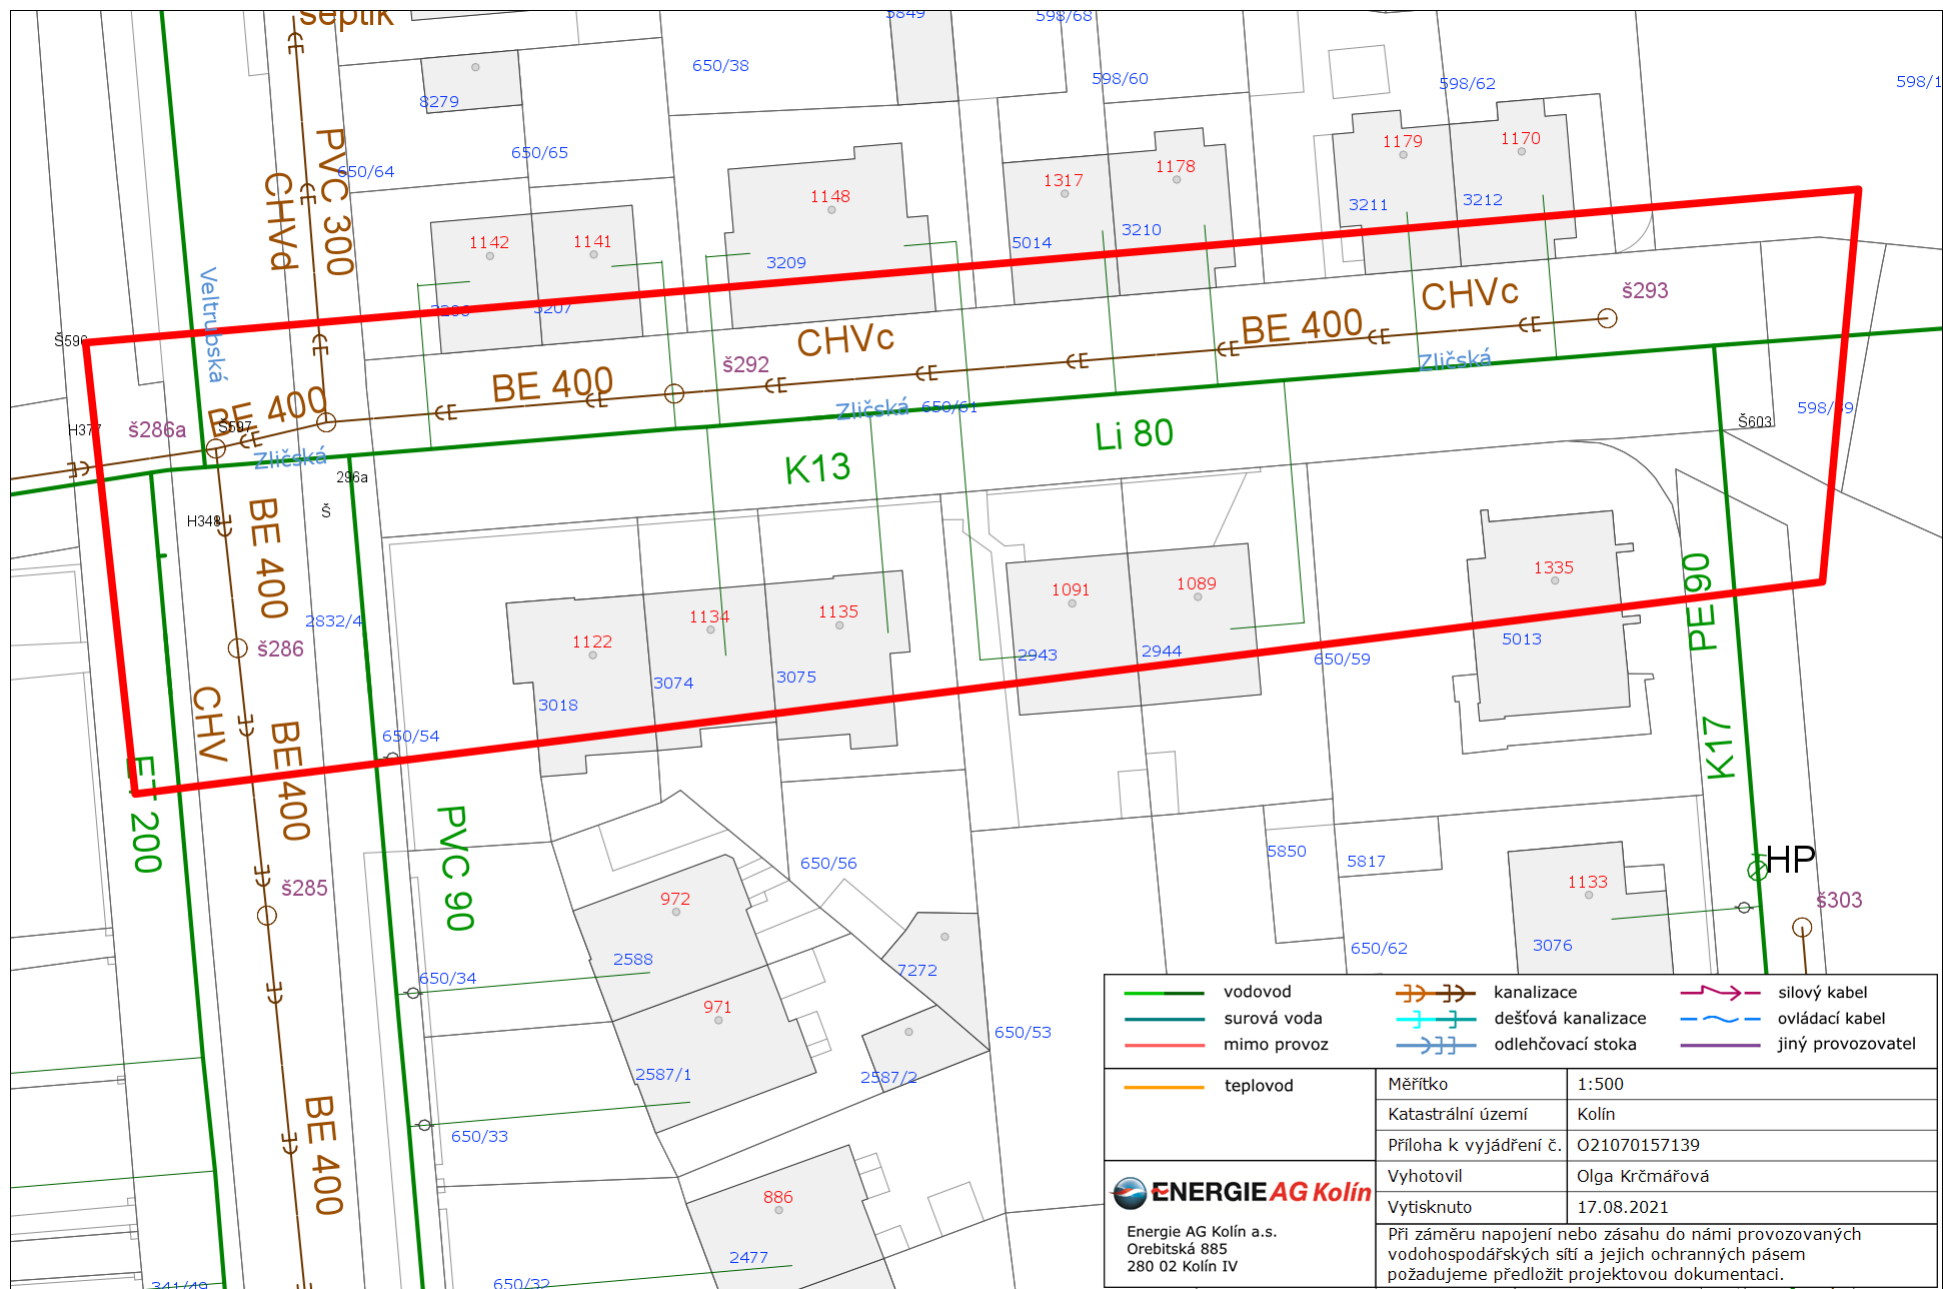 septik
3849
598/68
650/38
598/60
598/62
8279
650/65
650/64
PVC 300
CHVd
1179
1170
1178
1317
1148
3211
3212
3210
5014
1142
1141
3209
3207
Veltrubská
š293
CHVc
BE 400
CHVc
š292
BE 400
Zličská
BE 400
Zličská
650/61
H377
š286a
Š597
Zličská
296a
Š
H348
K13
Li 80
Š603
BE 400
2832/4
š286
CHV
BE 400
1122
1134
1135
1091
1089
1335
3018
3074
3075
2943
2944
650/59
5013
PE 90
K17
650/54
PVC 90
š285
650/56
5850
5817
HP
š303
972
1133
2588
650/34
7272
650/62
3076
971
650/53
2587/1
2587/2
650/33
BE 400
886
2477
650/32
341/49
vodovod
surová voda
mimo provoz
kanalizace
dešťová kanalizace
odlehčovací stoka
silový kabel
ovládací kabel
jiný provozovatel
teplovod
Měřítko 1:500
Katastrální území Kolín
Příloha k vyjádření č. O21070157139
Vyhotovil Olga Krčmářová
Vytisknuto 17.08.2021
ENERGIE AG Kolín
Energie AG Kolín a.s.
Orebitská 885
280 02 Kolín IV
Při záměru napojení nebo zásahu do námi provozovaných
vodohospodářských sítí a jejich ochranných pásem
požadujeme předložit projektovou dokumentaci.